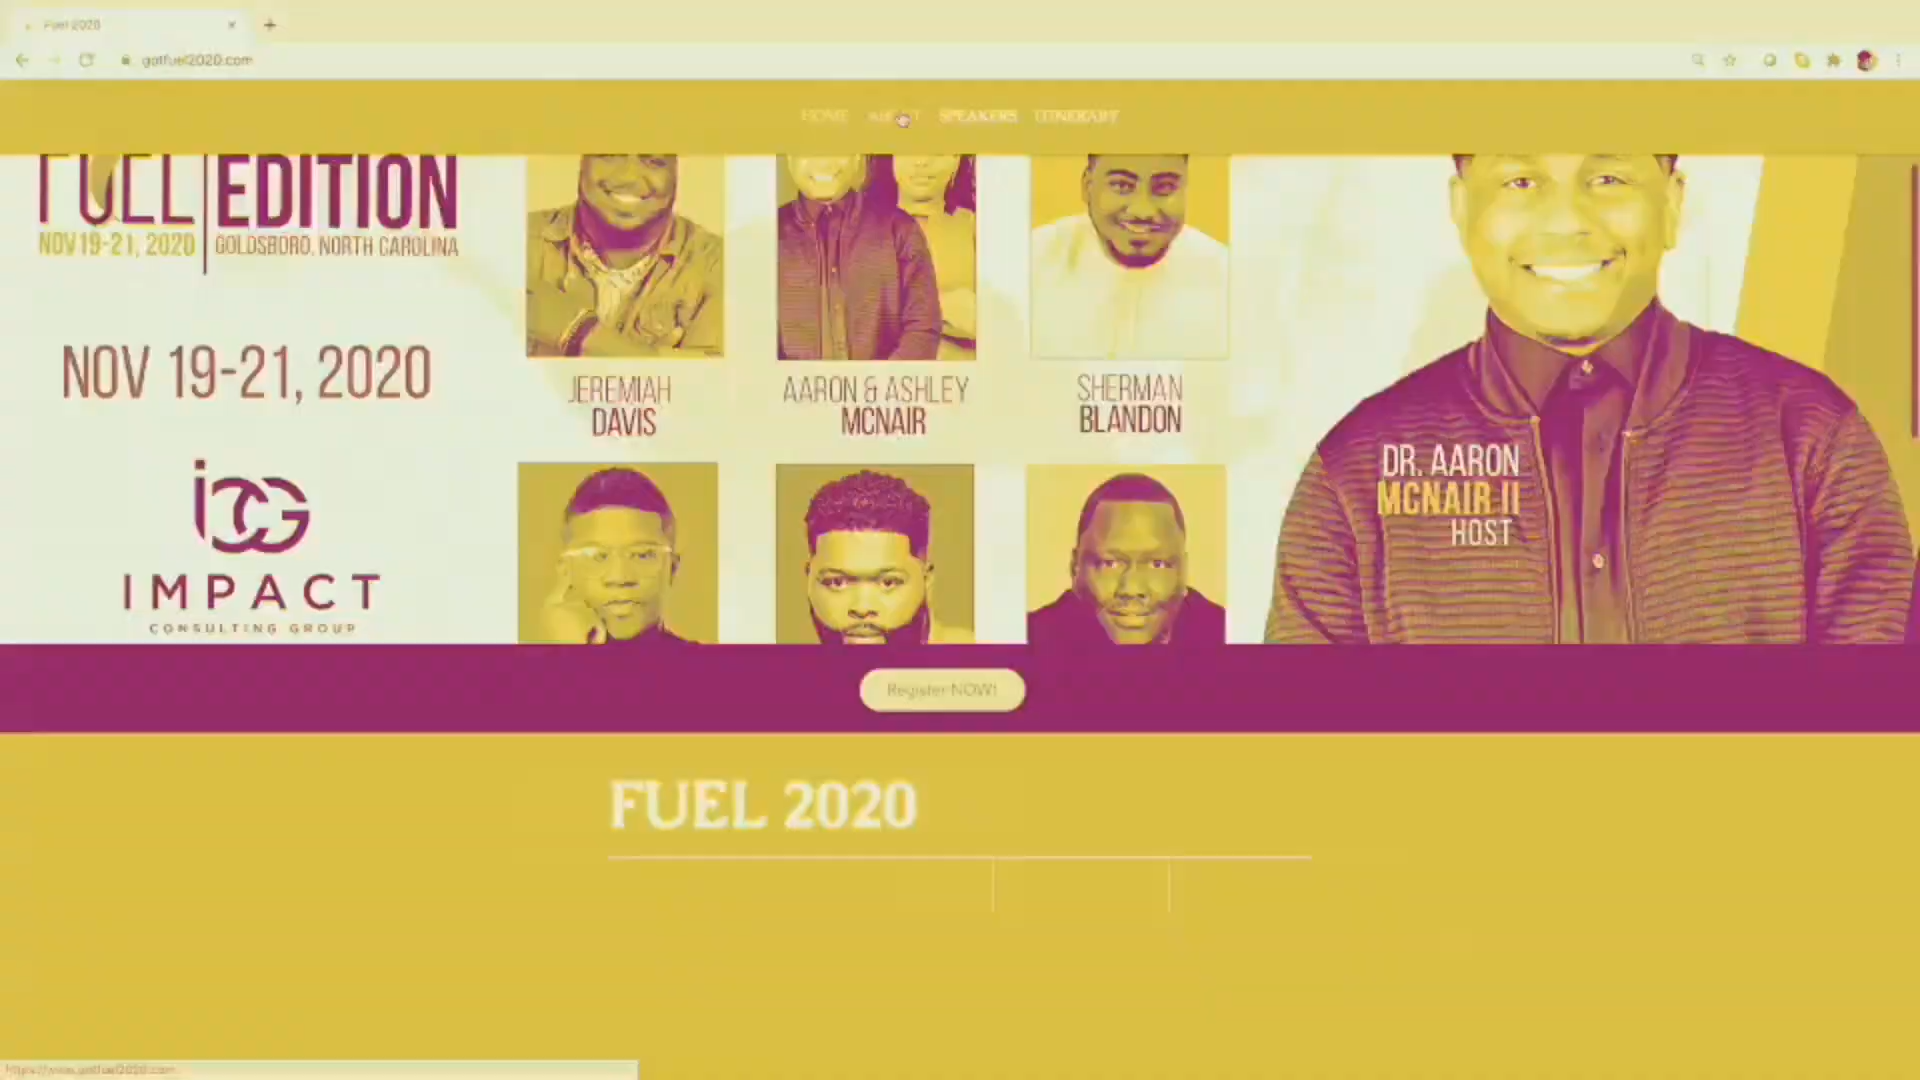 Fuel 2020
gotfuel2020.com
HOME ABOUT SPEAKERS ITINERARY
FUEL EDITION
NOV 19-21, 2020 GOLDSBORO, NORTH CAROLINA
NOV 19-21, 2020
ICG
IMPACT
CONSULTING GROUP
JEREMIAH
DAVIS
AARON & ASHLEY
MCNAIR
SHERMAN
BLANDON
DR. AARON
MCNAIR II
HOST
Register NOW!
FUEL 2020
https://www.gotfuel2020.com